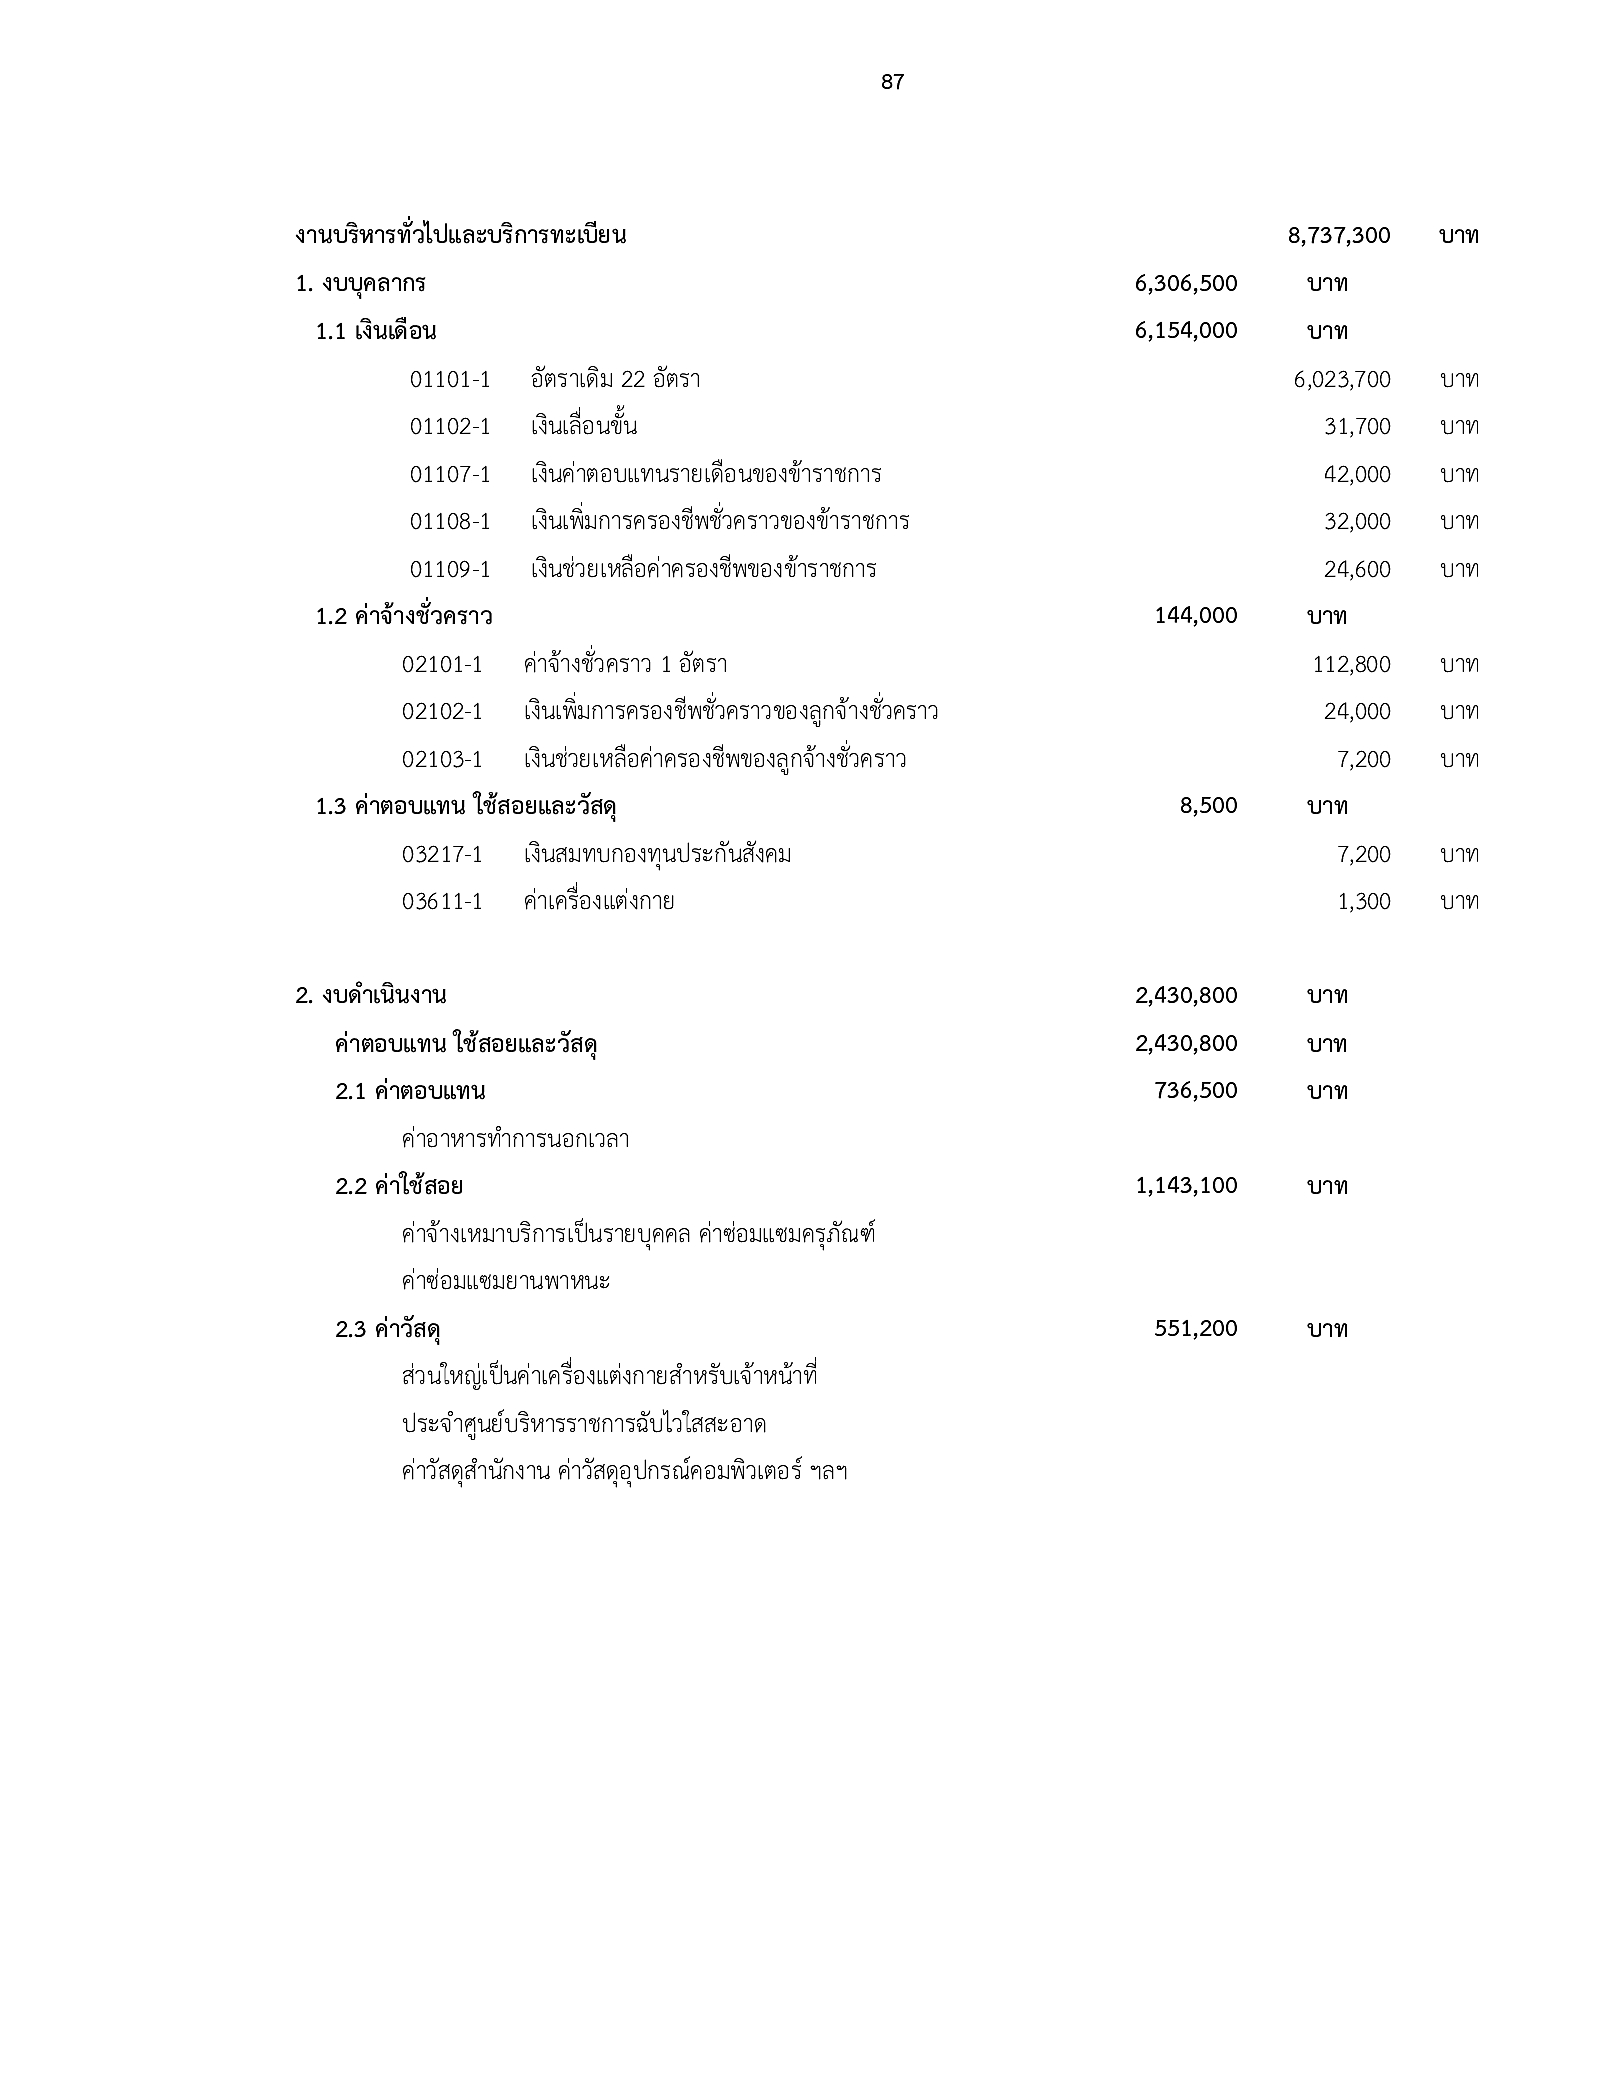 87
งานบริหารทั่วไปและบริการทะเบียน 8,737,300 บาท
1. งบบุคลากร 6,306,500 บาท
1.1 เงินเดือน 6,154,000 บาท
01101-1 อัตราเดิม 22 อัตรา 6,023,700 บาท
01102-1 เงินเลื่อนขั้น 31,700 บาท
01107-1 เงินค่าตอบแทนรายเดือนของข้าราชการ 42,000 บาท
01108-1 เงินเพิ่มการครองชีพชั่วคราวของข้าราชการ 32,000 บาท
01109-1 เงินช่วยเหลือค่าครองชีพของข้าราชการ 24,600 บาท
1.2 ค่าจ้างชั่วคราว 144,000 บาท
02101-1 ค่าจ้างชั่วคราว 1 อัตรา 112,800 บาท
02102-1 เงินเพิ่มการครองชีพชั่วคราวของลูกจ้างชั่วคราว 24,000 บาท
02103-1 เงินช่วยเหลือค่าครองชีพของลูกจ้างชั่วคราว 7,200 บาท
1.3 ค่าตอบแทน ใช้สอยและวัสดุ 8,500 บาท
03217-1 เงินสมทบกองทุนประกันสังคม 7,200 บาท
03611-1 ค่าเครื่องแต่งกาย 1,300 บาท
2. งบดำเนินงาน 2,430,800 บาท
ค่าตอบแทน ใช้สอยและวัสดุ 2,430,800 บาท
2.1 ค่าตอบแทน 736,500 บาท
ค่าอาหารทำการนอกเวลา
2.2 ค่าใช้สอย 1,143,100 บาท
ค่าจ้างเหมาบริการเป็นรายบุคคล ค่าซ่อมแซมครุภัณฑ์
ค่าซ่อมแซมยานพาหนะ
2.3 ค่าวัสดุ 551,200 บาท
ส่วนใหญ่เป็นค่าเครื่องแต่งกายสำหรับเจ้าหน้าที่
ประจำศูนย์บริหารราชการฉับไวใสสะอาด
ค่าวัสดุสำนักงาน ค่าวัสดุอุปกรณ์คอมพิวเตอร์ ฯลฯ